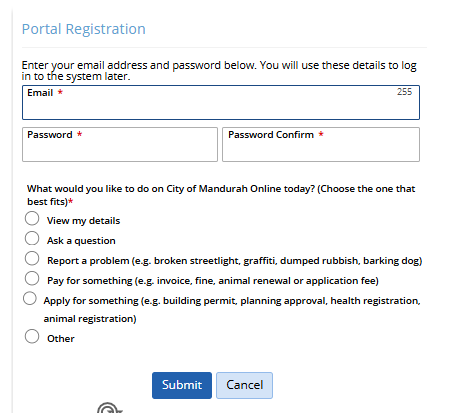 Portal Registration
Enter your email address and password below. You will use these details to log
in to the system later.
Email * 255
Password * Password Confirm *
What would you like to do on City of Mandurah Online today? (Choose the one that
best fits)*
View my details
Ask a question
Report a problem (e.g. broken streetlight, graffiti, dumped rubbish, barking dog)
Pay for something (e.g. invoice, fine, animal renewal or application fee)
Apply for something (e.g. building permit, planning approval, health registration,
animal registration)
Other
Submit Cancel